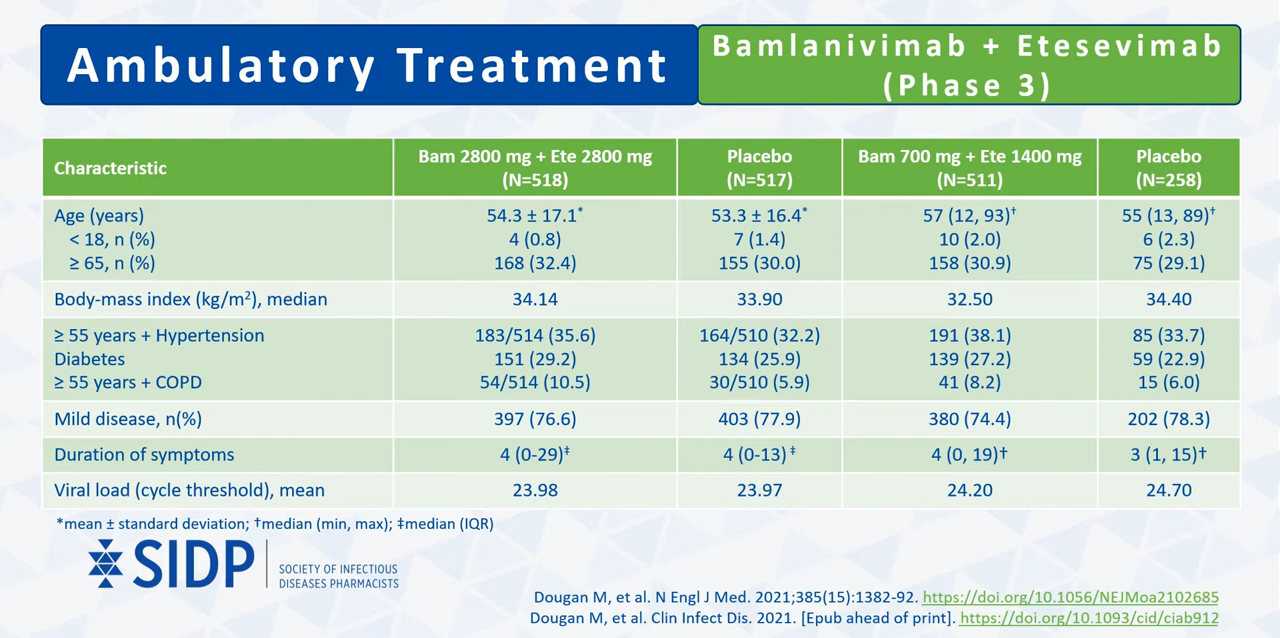 Ambulatory Treatment
Bamlanivimab + Etesevimab
(Phase 3)
Characteristic | Bam 2800 mg + Ete 2800 mg (N=518) | Placebo (N=517) | Bam 700 mg + Ete 1400 mg (N=511) | Placebo (N=258)
Age (years) | 54.3 ± 17.1* | 53.3 ± 16.4* | 57 (12, 93)† | 55 (13, 89)†
< 18, n (%) | 4 (0.8) | 7 (1.4) | 10 (2.0) | 6 (2.3)
≥ 65, n (%) | 168 (32.4) | 155 (30.0) | 158 (30.9) | 75 (29.1)
Body-mass index (kg/m²), median | 34.14 | 33.90 | 32.50 | 34.40
≥ 55 years + Hypertension | 183/514 (35.6) | 164/510 (32.2) | 191 (38.1) | 85 (33.7)
Diabetes | 151 (29.2) | 134 (25.9) | 139 (27.2) | 59 (22.9)
≥ 55 years + COPD | 54/514 (10.5) | 30/510 (5.9) | 41 (8.2) | 15 (6.0)
Mild disease, n(%) | 397 (76.6) | 403 (77.9) | 380 (74.4) | 202 (78.3)
Duration of symptoms | 4 (0-29)‡ | 4 (0-13) ‡ | 4 (0, 19)† | 3 (1, 15)†
Viral load (cycle threshold), mean | 23.98 | 23.97 | 24.20 | 24.70
*mean ± standard deviation; †median (min, max); ‡median (IQR)
SIDP
SOCIETY OF INFECTIOUS
DISEASES PHARMACISTS
Dougan M, et al. N Engl J Med. 2021;385(15):1382-92. https://doi.org/10.1056/NEJMoa2102685
Dougan M, et al. Clin Infect Dis. 2021. [Epub ahead of print]. https://doi.org/10.1093/cid/ciab912